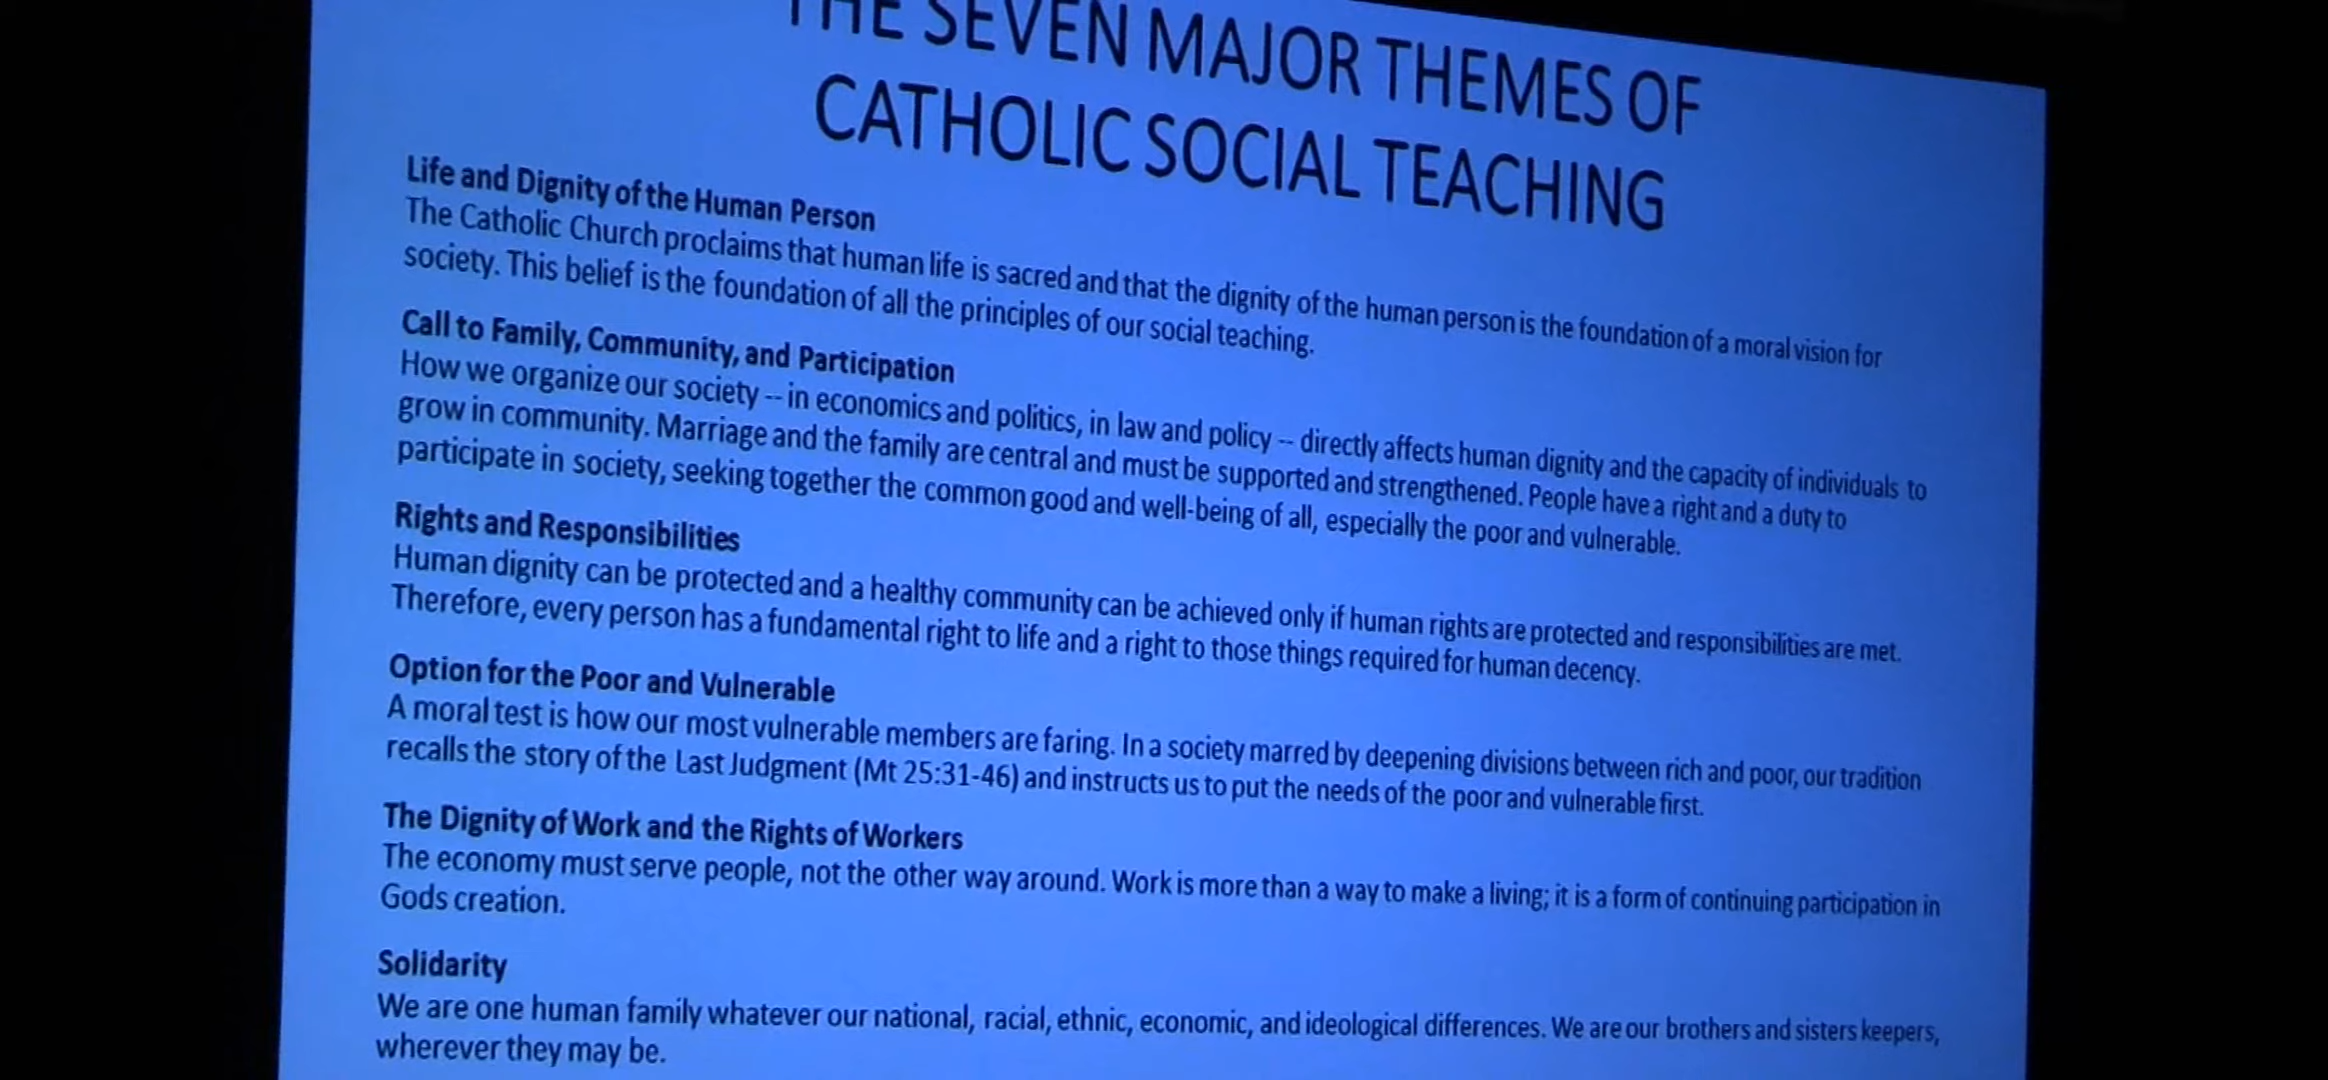 THE SEVEN MAJOR THEMES OF
CATHOLIC SOCIAL TEACHING
Life and Dignity of the Human Person
The Catholic Church proclaims that human life is sacred and that the dignity of the human person is the foundation of a moral vision for
society. This belief is the foundation of all the principles of our social teaching.
Call to Family, Community, and Participation
How we organize our society -- in economics and politics, in law and policy -- directly affects human dignity and the capacity of individuals to
grow in community. Marriage and the family are central and must be supported and strengthened. People have a right and a duty to
participate in society, seeking together the common good and well-being of all, especially the poor and vulnerable.
Rights and Responsibilities
Human dignity can be protected and a healthy community can be achieved only if human rights are protected and responsibilities are met.
Therefore, every person has a fundamental right to life and a right to those things required for human decency.
Option for the Poor and Vulnerable
A moral test is how our most vulnerable members are faring. In a society marred by deepening divisions between rich and poor, our tradition
recalls the story of the Last Judgment (Mt 25:31-46) and instructs us to put the needs of the poor and vulnerable first.
The Dignity of Work and the Rights of Workers
The economy must serve people, not the other way around. Work is more than a way to make a living; it is a form of continuing participation in
Gods creation.
Solidarity
We are one human family whatever our national, racial, ethnic, economic, and ideological differences. We are our brothers and sisters keepers,
wherever they may be.